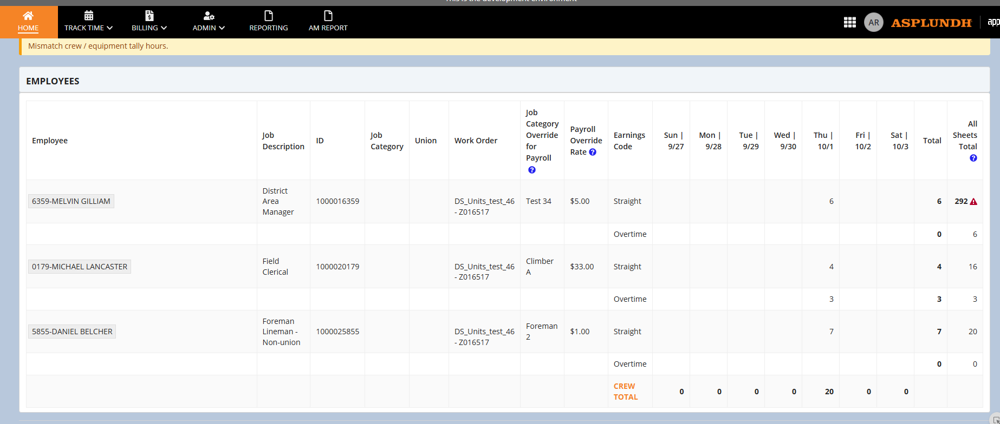 This is the development environment
HOME
TRACK TIME
BILLING
ADMIN
REPORTING
AM REPORT
AR
ASPLUNDH
Mismatch crew / equipment tally hours.
EMPLOYEES
Employee
Job
Description
ID
Job
Category
Union
Work Order
Job
Category
Override
for
Payroll
?
Payroll
Override
Rate ?
Earnings
Code
Sun |
9/27
Mon |
9/28
Tue |
9/29
Wed |
9/30
Thu |
10/1
Fri |
10/2
Sat |
10/3
Total
All
Sheets
Total
?
6359-MELVIN GILLIAM
District
Area
Manager
1000016359
DS_Units_test_46
- Z016517
Test 34
$5.00
Straight
6
6
292
Overtime
0
6
0179-MICHAEL LANCASTER
Field
Clerical
1000020179
DS_Units_test_46
- Z016517
Climber
A
$33.00
Straight
4
4
16
Overtime
3
3
3
5855-DANIEL BELCHER
Foreman
Lineman -
Non-union
1000025855
DS_Units_test_46
- Z016517
Foreman
2
$1.00
Straight
7
7
20
Overtime
0
0
CREW
TOTAL
0
0
0
0
20
0
0